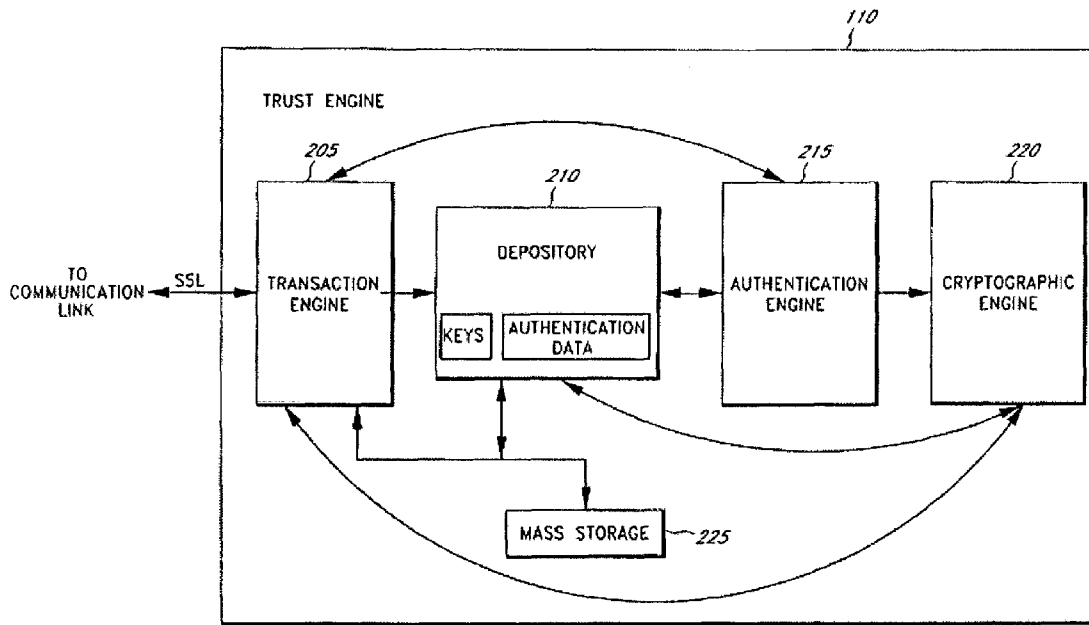 110
TRUST ENGINE
205
210
215
220
DEPOSITORY
TO
COMMUNICATION
LINK
SSL
TRANSACTION
ENGINE
AUTHENTICATION
ENGINE
CRYPTOGRAPHIC
ENGINE
KEYS
AUTHENTICATION
DATA
MASS STORAGE
225